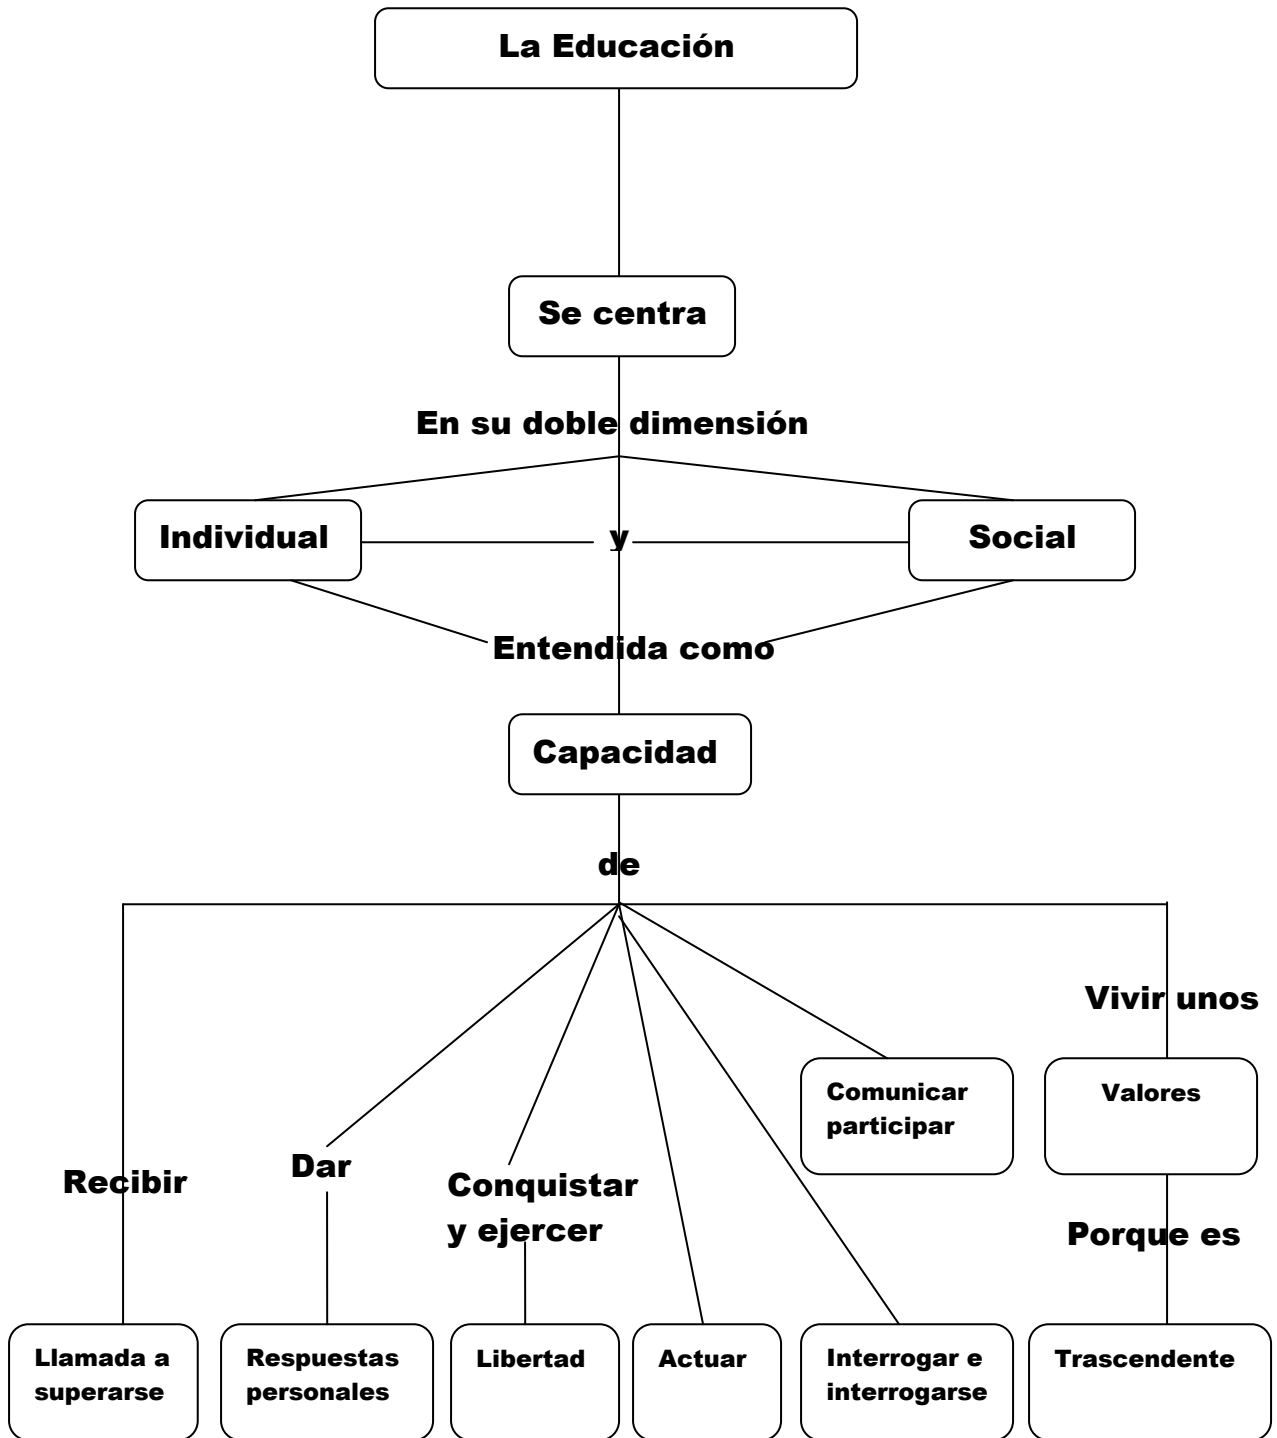 La Educación
Se centra
En su doble dimensión
Individual
y
Social
Entendida como
Capacidad
de
Vivir unos
Comunicar
participar
Valores
Recibir
Dar
Conquistar
y ejercer
Porque es
Llamada a
superarse
Respuestas
personales
Libertad
Actuar
Interrogar e
interrogarse
Trascendente